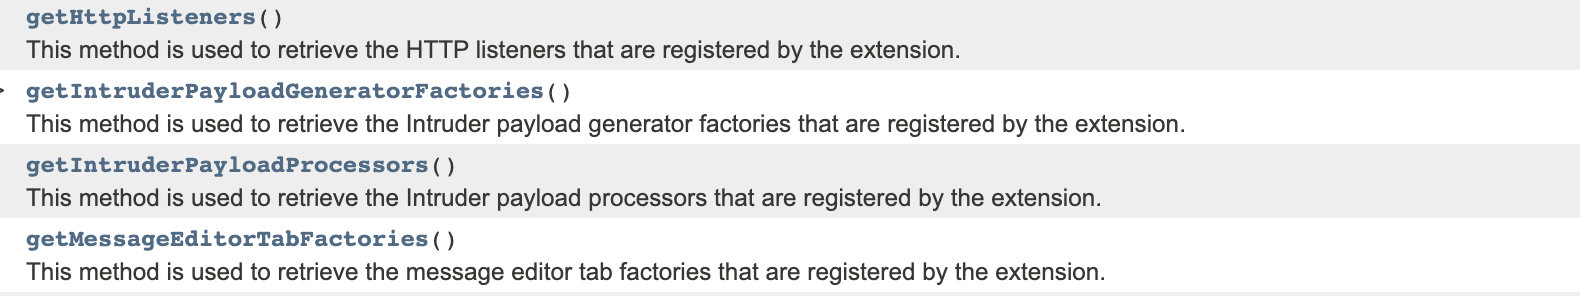 getHttpListeners()
This method is used to retrieve the HTTP listeners that are registered by the extension.
> getIntruderPayloadGeneratorFactories()
This method is used to retrieve the Intruder payload generator factories that are registered by the extension.
getIntruderPayloadProcessors()
This method is used to retrieve the Intruder payload processors that are registered by the extension.
getMessageEditorTabFactories()
This method is used to retrieve the message editor tab factories that are registered by the extension.